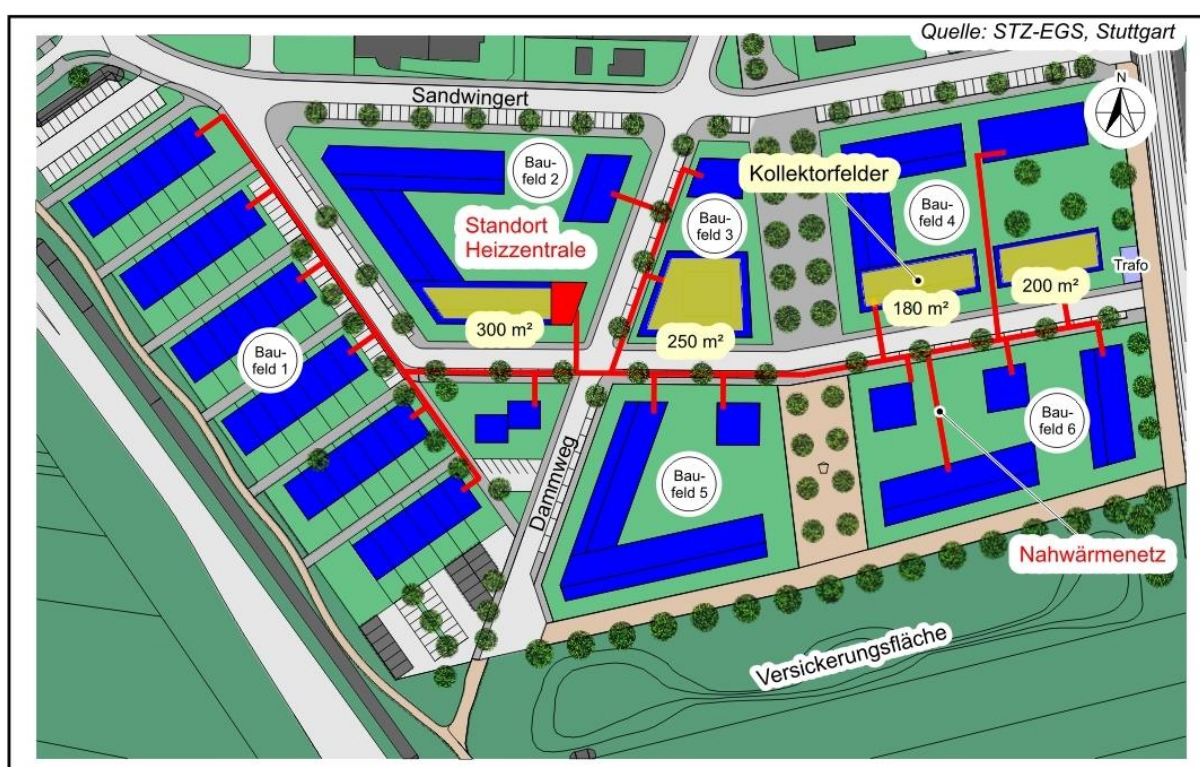 Quelle: STZ-EGS, Stuttgart
N
Sandwingert
Bau-
feld 2
Kollektorfelder
Bau-
feld 3
Bau-
feld 4
Standort
Heizzentrale
Trafo
300 m²
250 m²
180 m²
200 m²
Bau-
feld 1
Dammweg
Bau-
feld 5
Bau-
feld 6
Nahwärmenetz
Versickerungsfläche